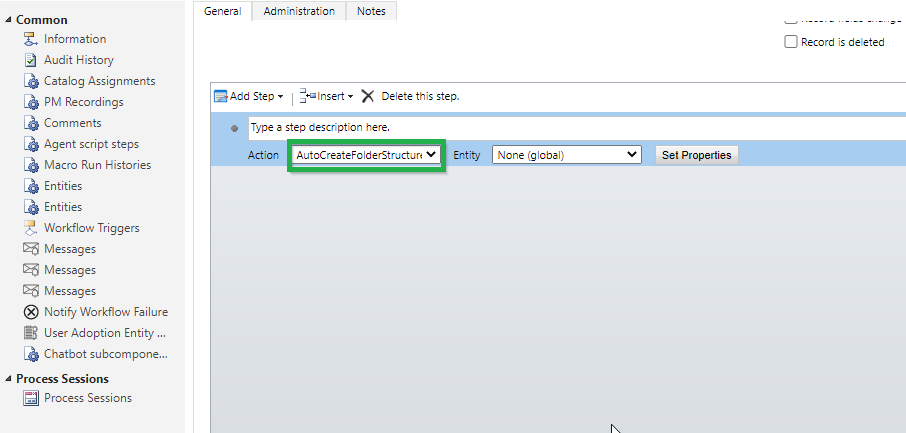 General Administration Notes
Common
Information
Audit History
Catalog Assignments
PM Recordings
Comments
Agent script steps
Macro Run Histories
Entities
Entities
Workflow Triggers
Messages
Messages
Messages
Notify Workflow Failure
User Adoption Entity ...
Chatbot subcompone...
Process Sessions
Process Sessions
Record fields change
Record is deleted
Add Step Insert Delete this step.
Type a step description here.
Action AutoCreateFolderStructure Entity None (global) Set Properties